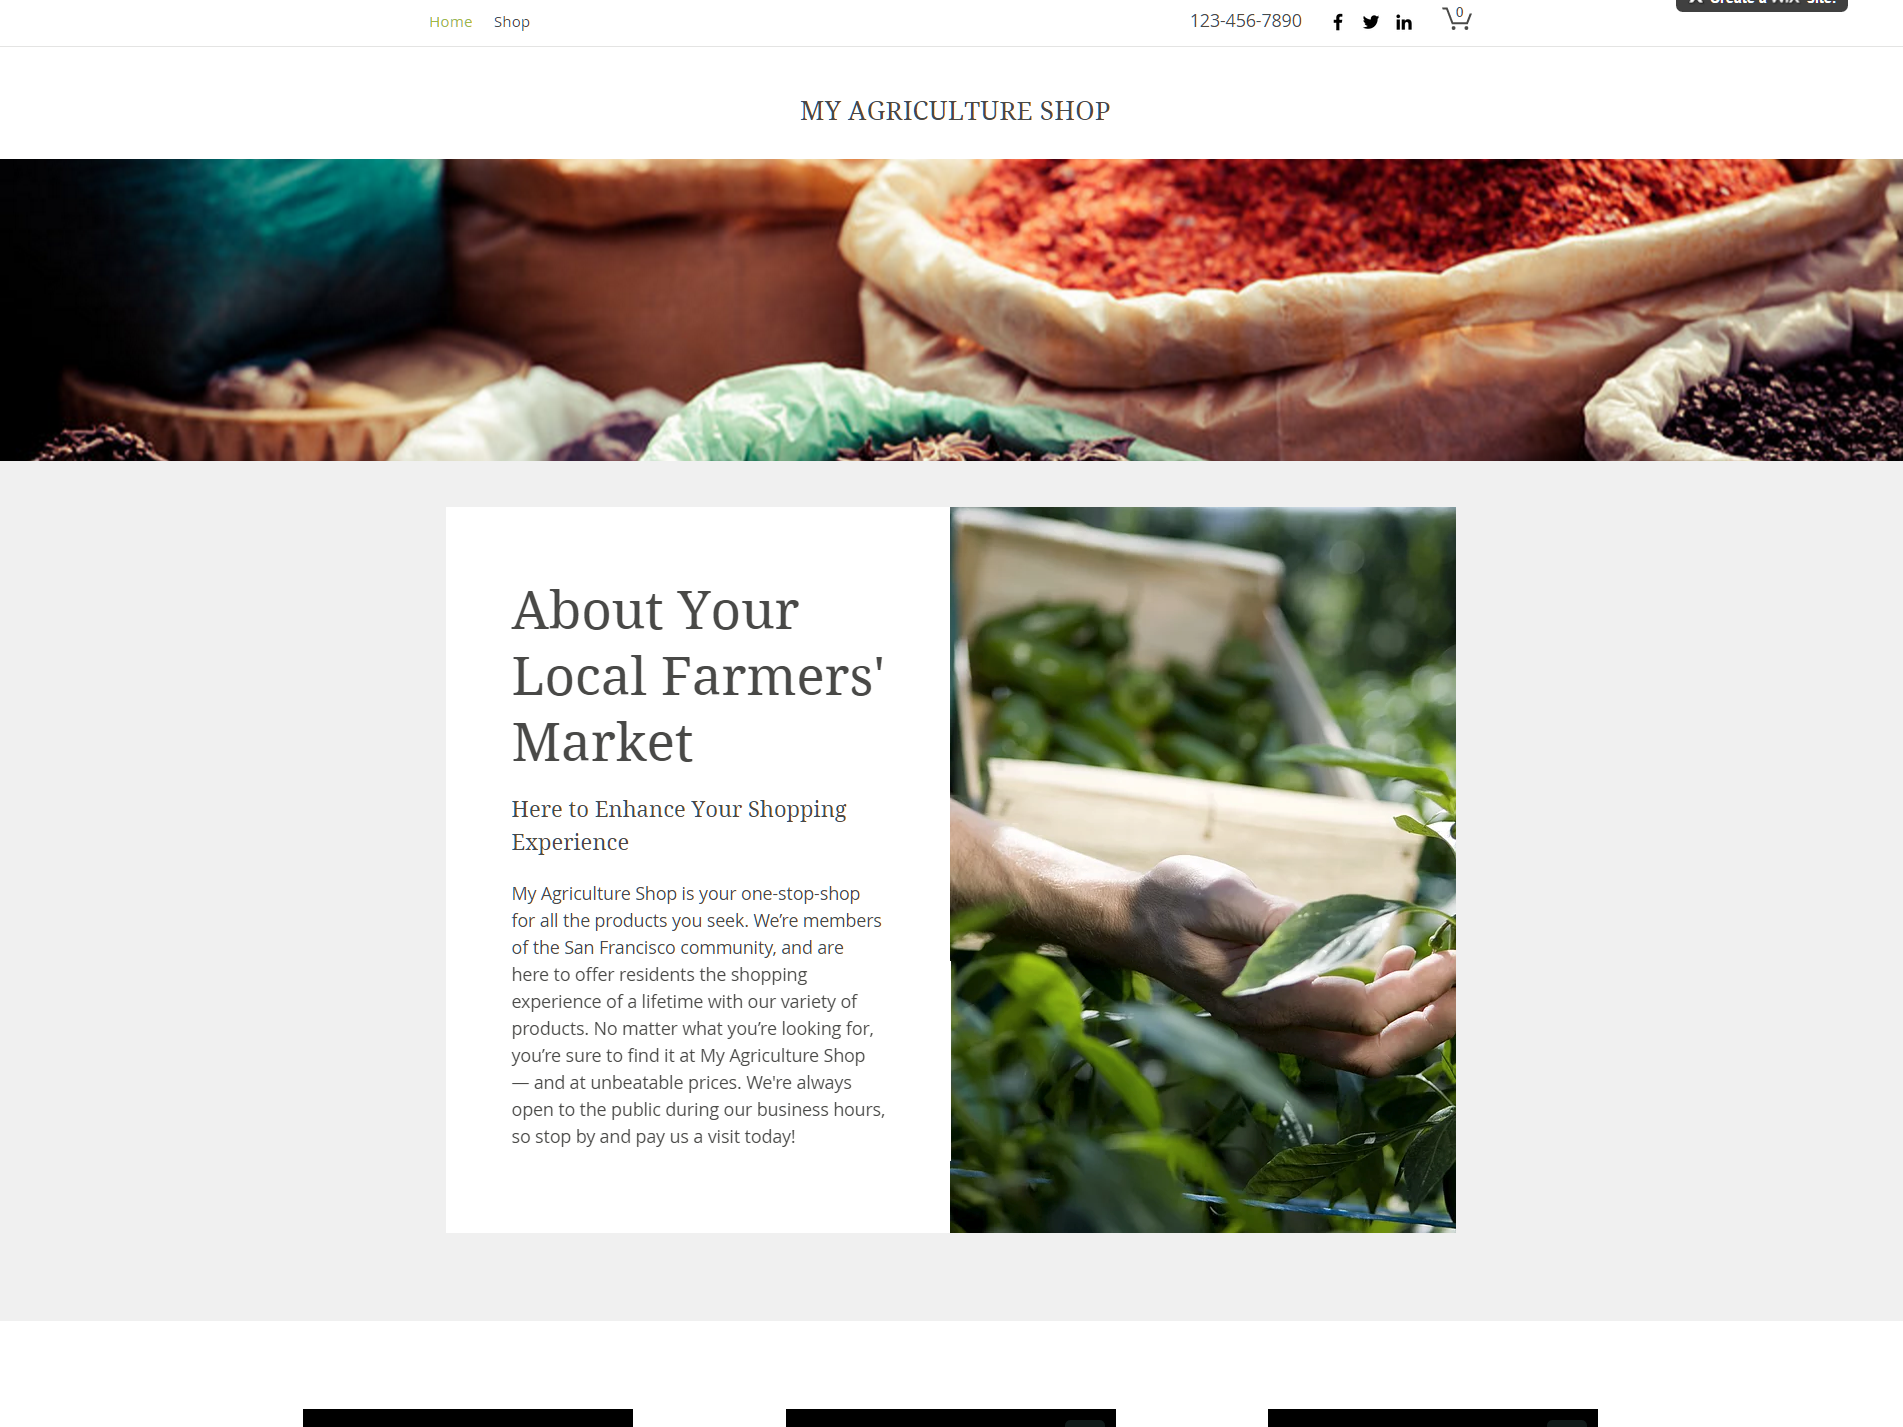 Home Shop 123-456-7890 0
MY AGRICULTURE SHOP
About Your
Local Farmers'
Market
Here to Enhance Your Shopping
Experience
My Agriculture Shop is your one-stop-shop
for all the products you seek. We’re members
of the San Francisco community, and are
here to offer residents the shopping
experience of a lifetime with our variety of
products. No matter what you’re looking for,
you’re sure to find it at My Agriculture Shop
— and at unbeatable prices. We're always
open to the public during our business hours,
so stop by and pay us a visit today!